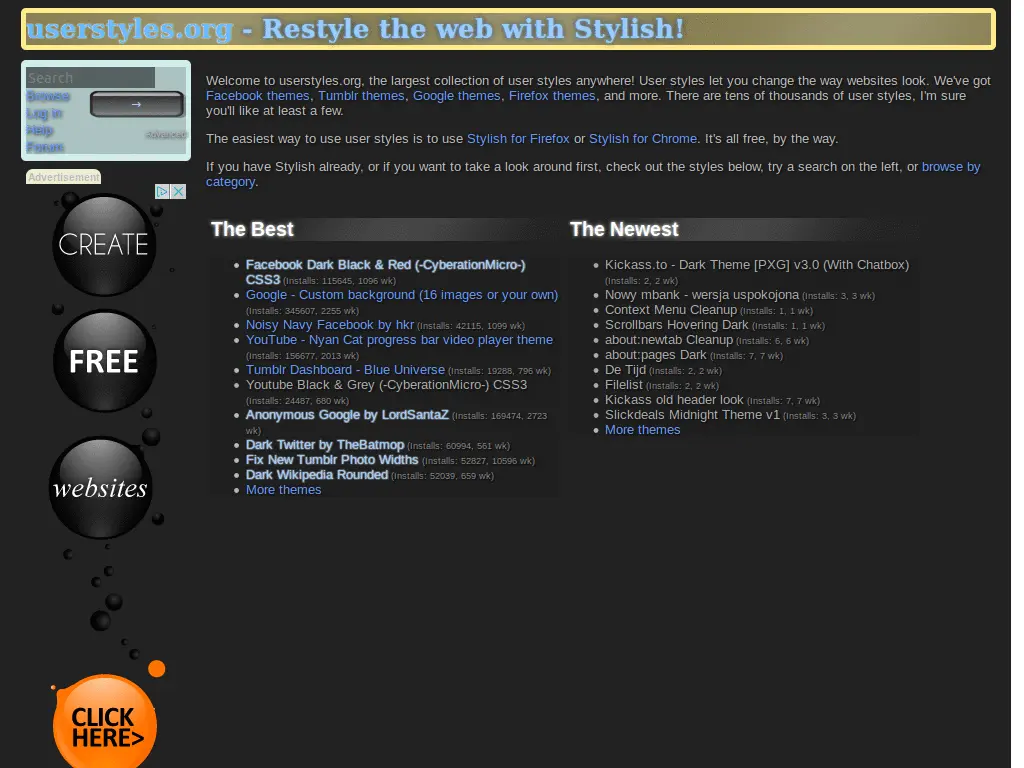 userstyles.org - Restyle the web with Stylish!
Search
Browse
→
Log in
Help
Advanced
Forum
Advertisement
CREATE
FREE
websites
CLICK
HERE>
Welcome to userstyles.org, the largest collection of user styles anywhere! User styles let you change the way websites look. We've got
Facebook themes, Tumblr themes, Google themes, Firefox themes, and more. There are tens of thousands of user styles, I'm sure
you'll like at least a few.
The easiest way to use user styles is to use Stylish for Firefox or Stylish for Chrome. It's all free, by the way.
If you have Stylish already, or if you want to take a look around first, check out the styles below, try a search on the left, or browse by
category.
The Best
Facebook Dark Black & Red (-CyberationMicro-)
CSS3 (Installs: 115645, 1096 wk)
Google - Custom background (16 images or your own)
(Installs: 345607, 2255 wk)
Noisy Navy Facebook by hkr (Installs: 42115, 1099 wk)
YouTube - Nyan Cat progress bar video player theme
(Installs: 156677, 2013 wk)
Tumblr Dashboard - Blue Universe (Installs: 19288, 796 wk)
Youtube Black & Grey (-CyberationMicro-) CSS3
(Installs: 24487, 680 wk)
Anonymous Google by LordSantaZ (Installs: 169474, 2723
wk)
Dark Twitter by TheBatmop (Installs: 60994, 561 wk)
Fix New Tumblr Photo Widths (Installs: 52827, 10596 wk)
Dark Wikipedia Rounded (Installs: 52039, 659 wk)
More themes
The Newest
Kickass.to - Dark Theme [PXG] v3.0 (With Chatbox)
(Installs: 2, 2 wk)
Nowy mbank - wersja uspokojona (Installs: 3, 3 wk)
Context Menu Cleanup (Installs: 1, 1 wk)
Scrollbars Hovering Dark (Installs: 1, 1 wk)
about:newtab Cleanup (Installs: 6, 6 wk)
about:pages Dark (Installs: 7, 7 wk)
De Tijd (Installs: 2, 2 wk)
Filelist (Installs: 2, 2 wk)
Kickass old header look (Installs: 7, 7 wk)
Slickdeals Midnight Theme v1 (Installs: 3, 3 wk)
More themes